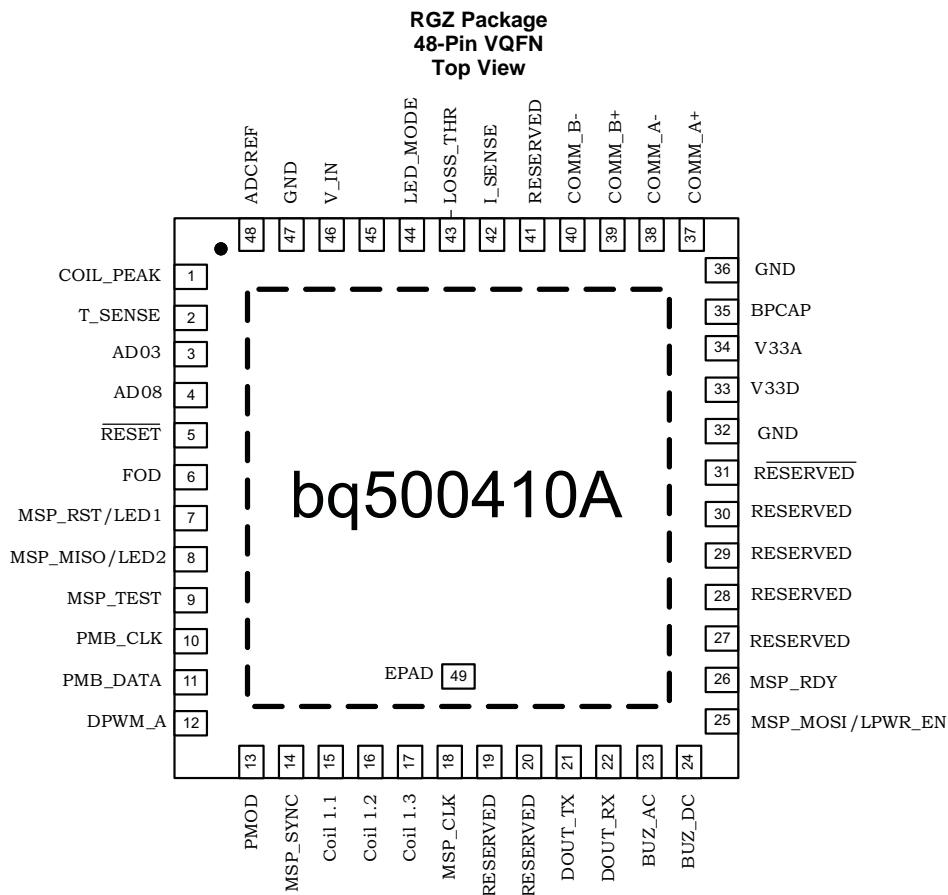 RGZ Package
48-Pin VQFN
Top View
ADCREF
GND
V_IN
LED_MODE
LOSS_THR
I_SENSE
RESERVED
COMM_B-
COMM_B+
COMM_A-
COMM_A+
48
47
46
45
44
43
42
41
40
39
38
37
COIL_PEAK 1
T_SENSE 2
AD03 3
AD08 4
RESET 5
FOD 6
MSP_RST/LED1 7
MSP_MISO/LED2 8
MSP_TEST 9
PMB_CLK 10
PMB_DATA 11
DPWM_A 12
36 GND
35 BPCAP
34 V33A
33 V33D
32 GND
31 RESERVED
30 RESERVED
29 RESERVED
28 RESERVED
27 RESERVED
26 MSP_RDY
25 MSP_MOSI/LPWR_EN
bq500410A
EPAD 49
13
14
15
16
17
18
19
20
21
22
23
24
PMOD
MSP_SYNC
Coil 1.1
Coil 1.2
Coil 1.3
MSP_CLK
RESERVED
RESERVED
DOUT_TX
DOUT_RX
BUZ_AC
BUZ_DC